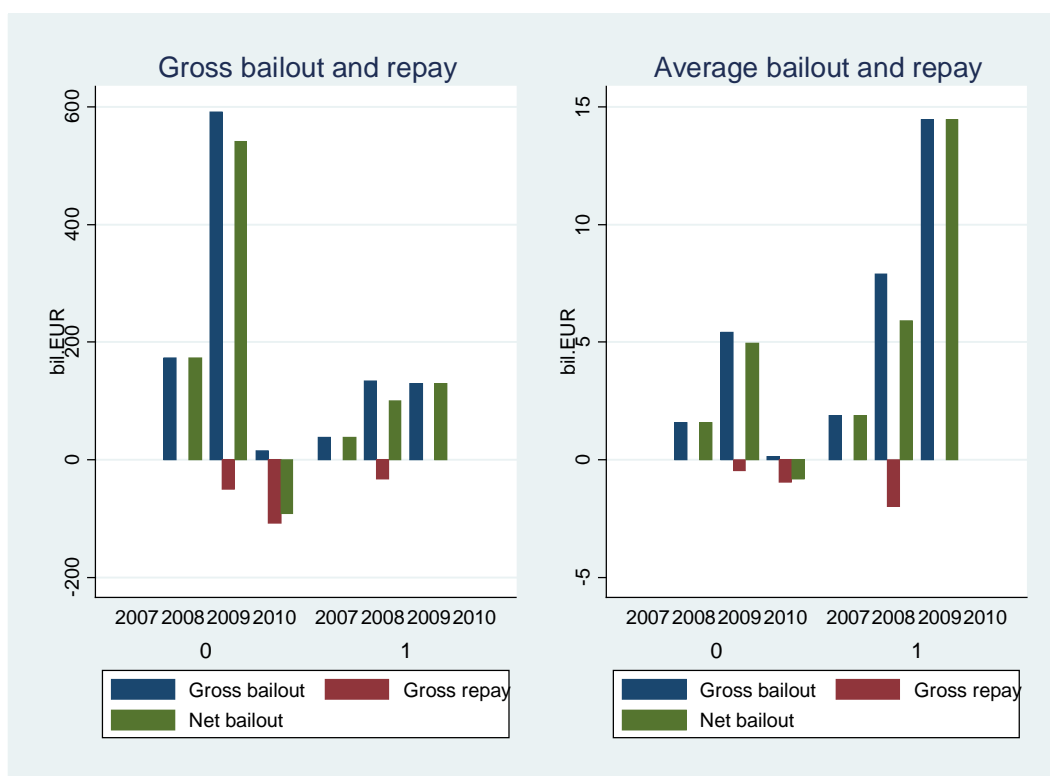 Gross bailout and repay
bil.EUR
600
400
200
0
-200
2007 2008 2009 2010 2007 2008 2009 2010
0 1
Gross bailout Gross repay
Net bailout
Average bailout and repay
bil.EUR
15
10
5
0
-5
2007 2008 2009 2010 2007 2008 2009 2010
0 1
Gross bailout Gross repay
Net bailout